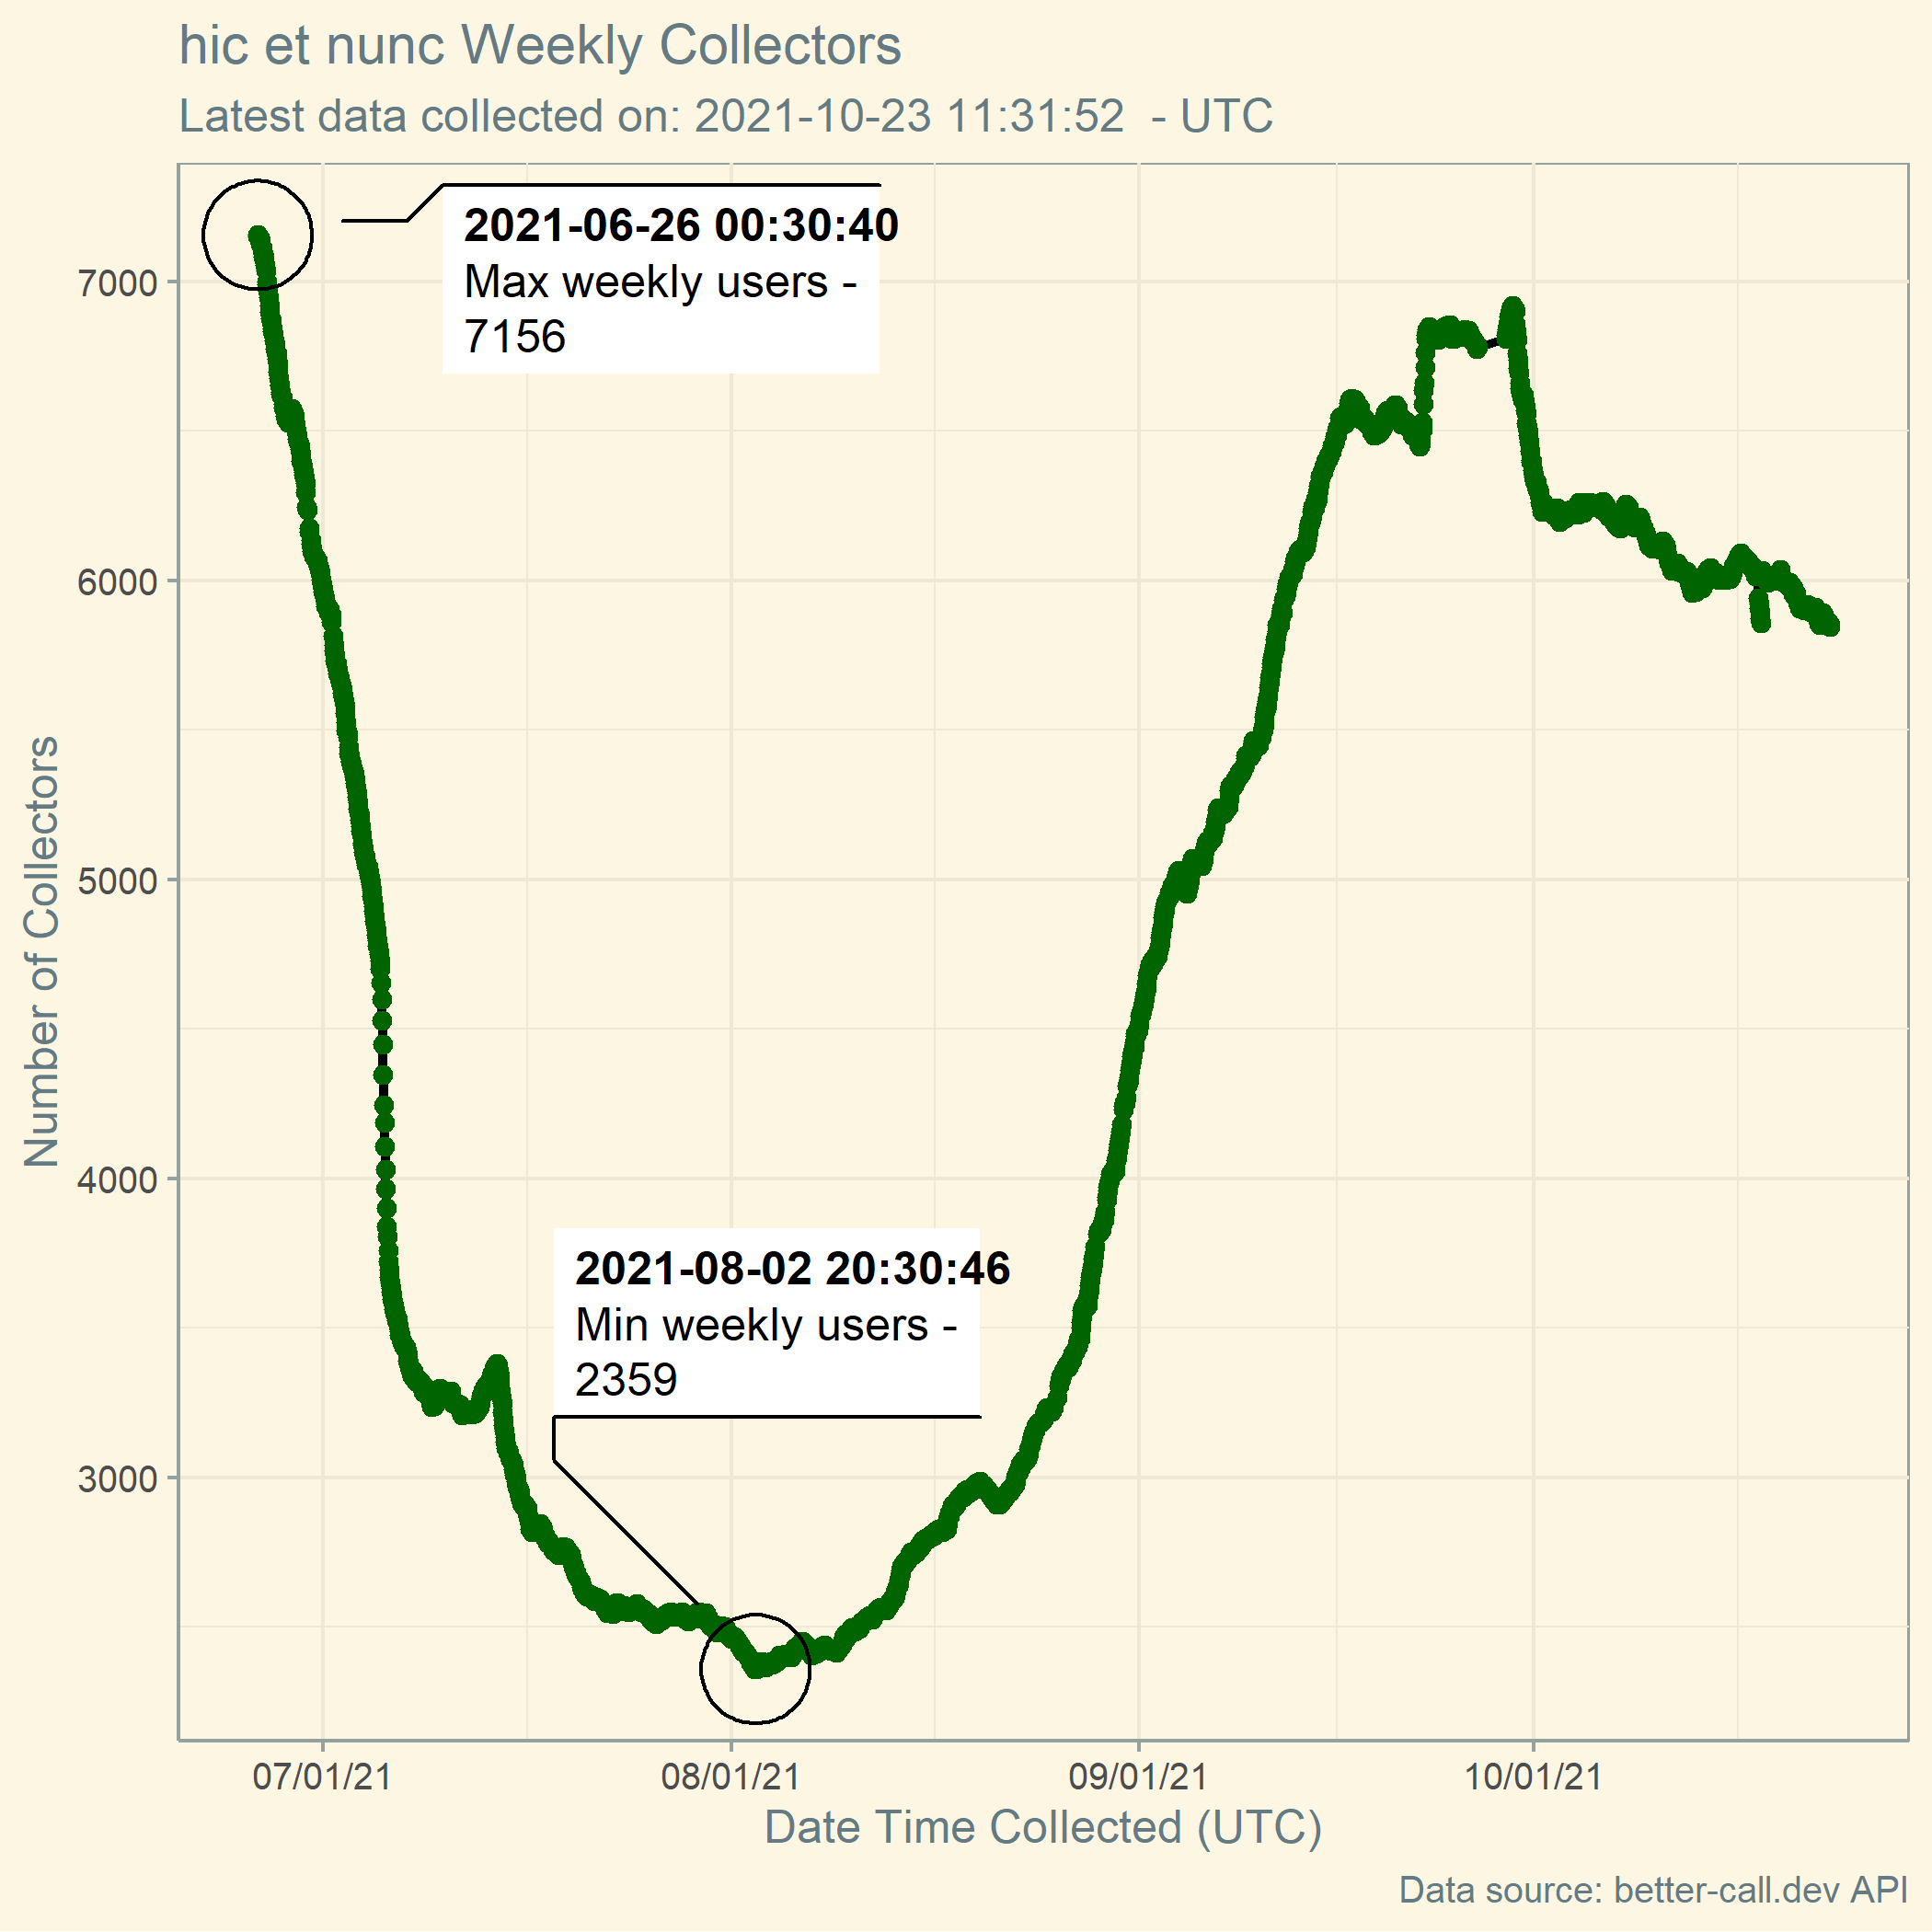 hic et nunc Weekly Collectors
Latest data collected on: 2021-10-23 11:31:52  - UTC
2021-06-26 00:30:40
Max weekly users -
7156
7000
6000
5000
4000
3000
Number of Collectors
2021-08-02 20:30:46
Min weekly users -
2359
07/01/21
08/01/21
09/01/21
10/01/21
Date Time Collected (UTC)
Data source: better-call.dev API